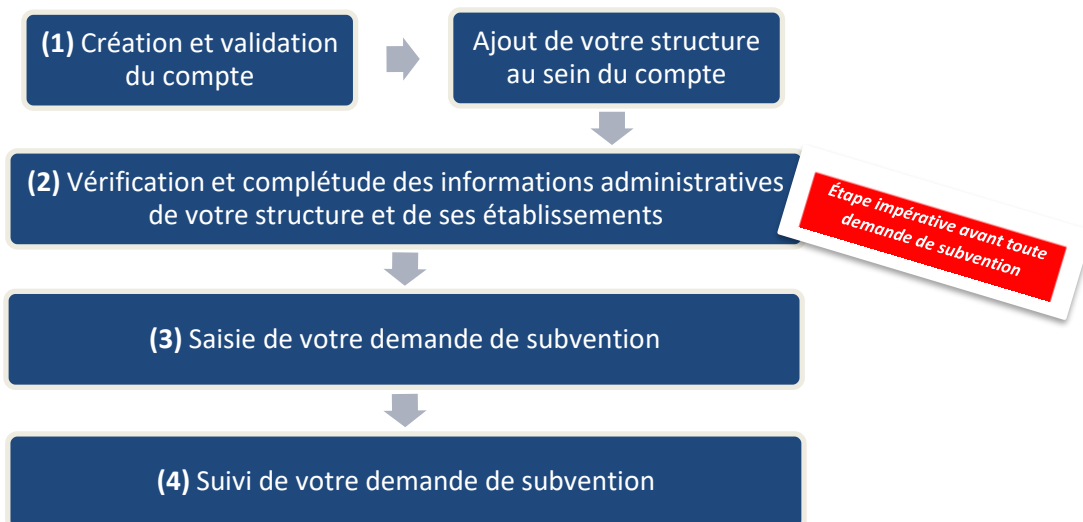 (1) Création et validation
du compte
Ajout de votre structure
au sein du compte
(2) Vérification et complétude des informations administratives
de votre structure et de ses établissements
Étape impérative avant toute
demande de subvention
(3) Saisie de votre demande de subvention
(4) Suivi de votre demande de subvention